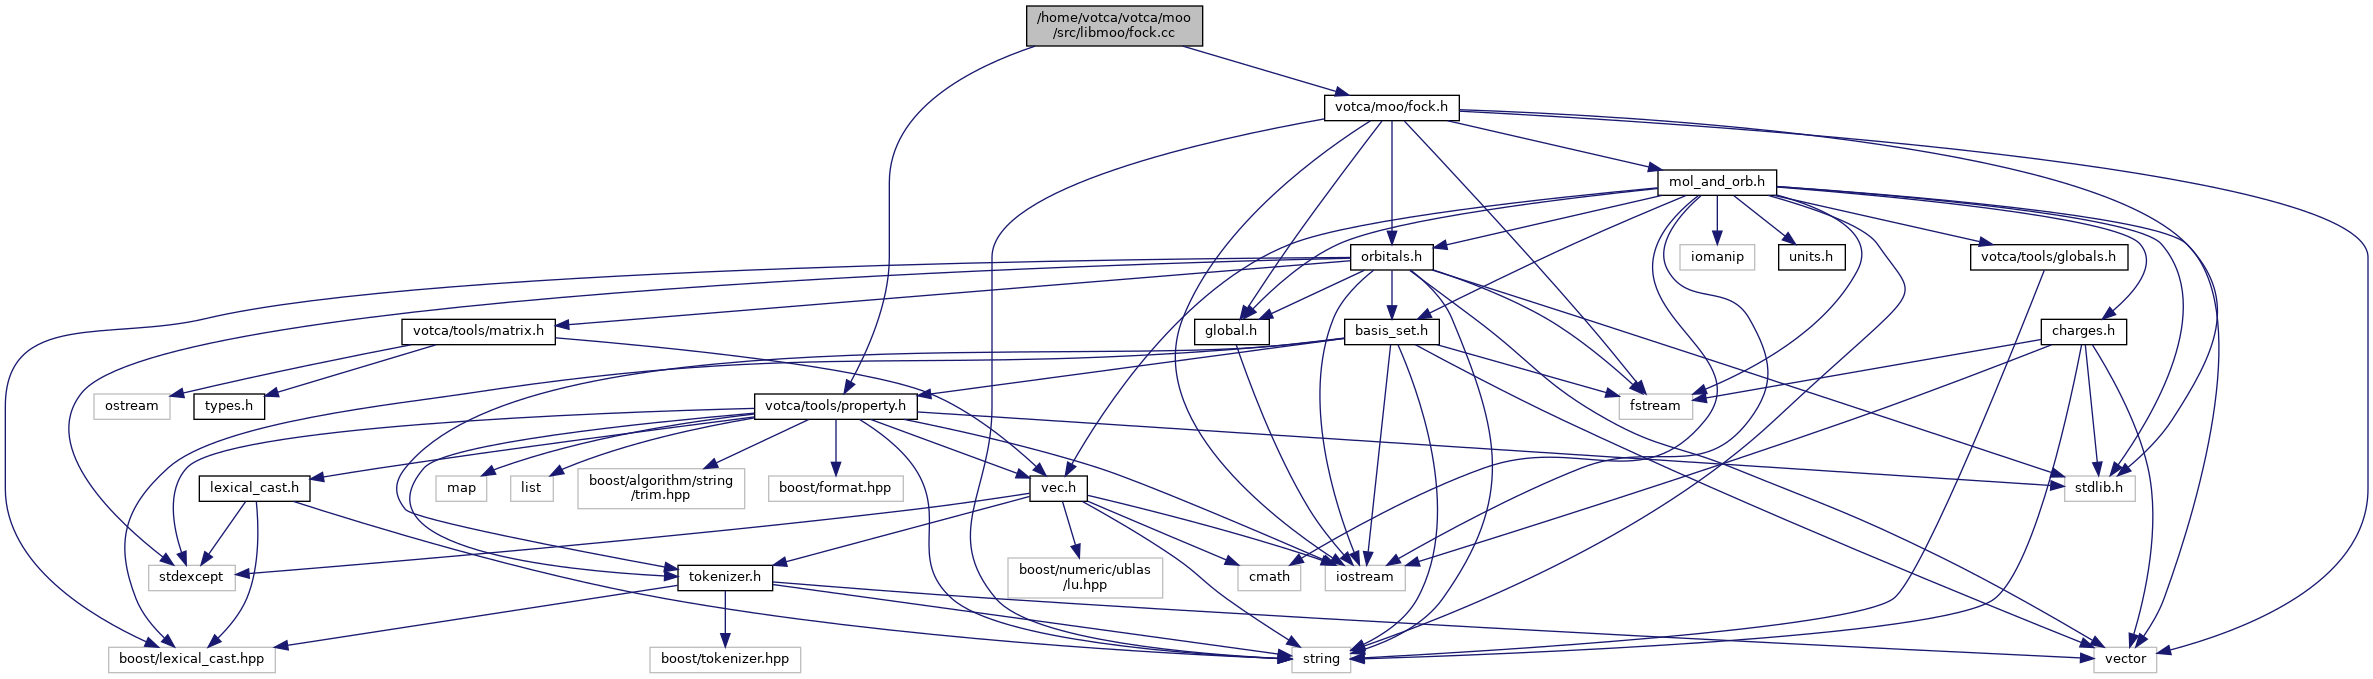 /home/votca/votca/moo
/src/libmoo/fock.cc
votca/moo/fock.h
mol_and_orb.h
orbitals.h
iomanip
units.h
votca/tools/globals.h
votca/tools/matrix.h
global.h
basis_set.h
charges.h
ostream
types.h
votca/tools/property.h
fstream
lexical_cast.h
map
list
boost/algorithm/string
/trim.hpp
boost/format.hpp
vec.h
stdlib.h
stdexcept
tokenizer.h
boost/numeric/ublas
/lu.hpp
cmath
iostream
boost/lexical_cast.hpp
boost/tokenizer.hpp
string
vector